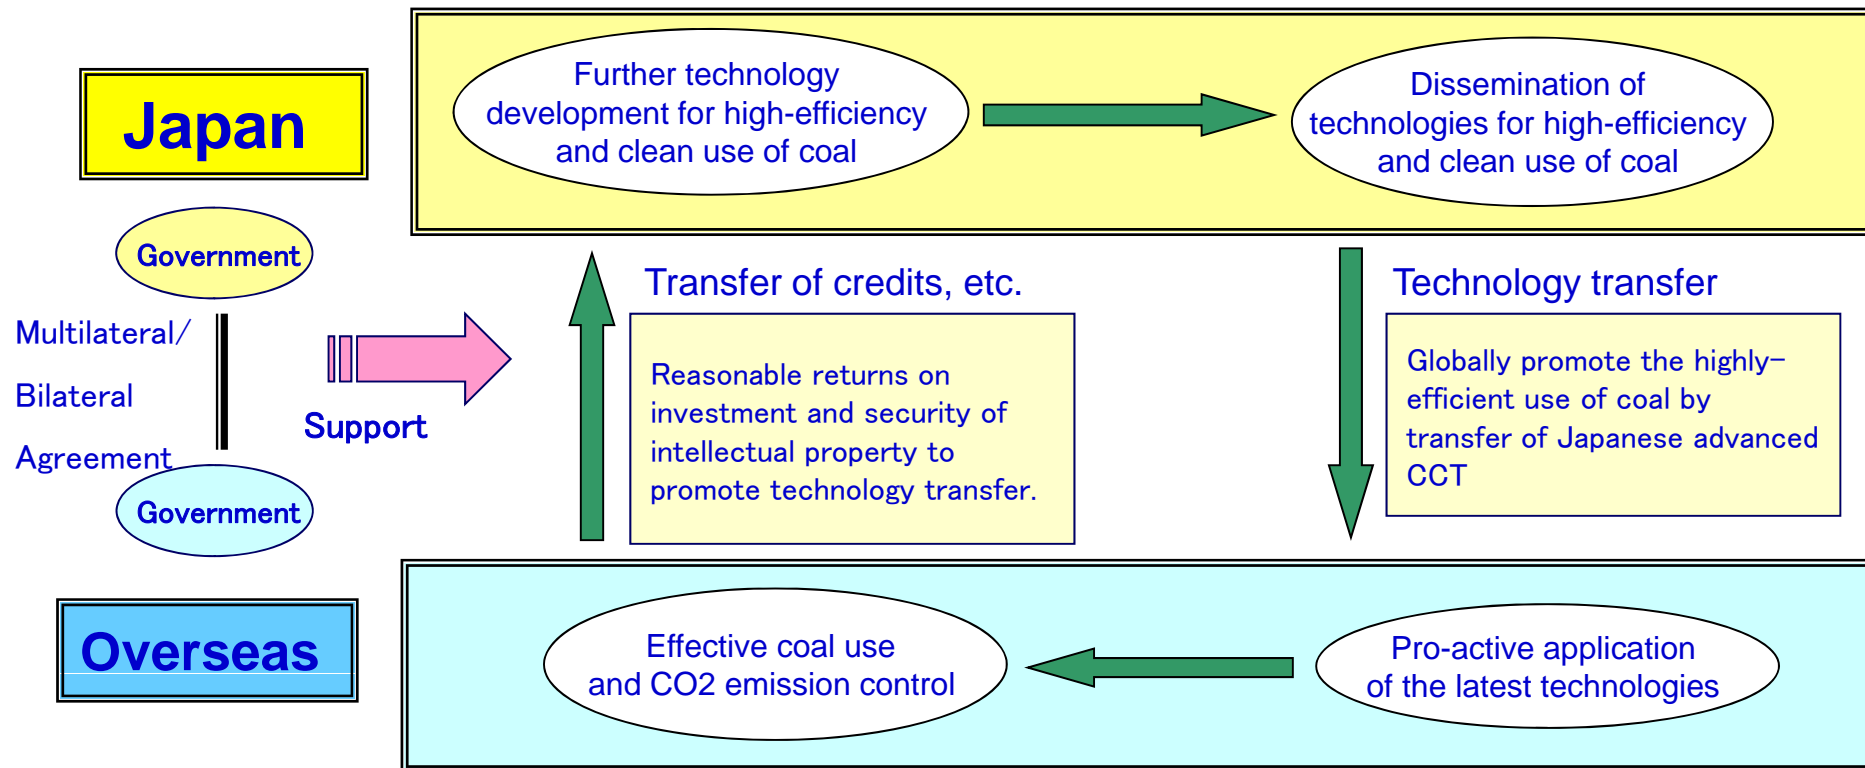 Japan
Further technology
development for high-efficiency
and clean use of coal
Dissemination of
technologies for high-efficiency
and clean use of coal
Government
Multilateral/
Bilateral
Agreement
Government
Support
Transfer of credits, etc.
Reasonable returns on
investment and security of
intellectual property to
promote technology transfer.
Technology transfer
Globally promote the highly-
efficient use of coal by
transfer of Japanese advanced
CCT
Overseas
Effective coal use
and CO2 emission control
Pro-active application
of the latest technologies